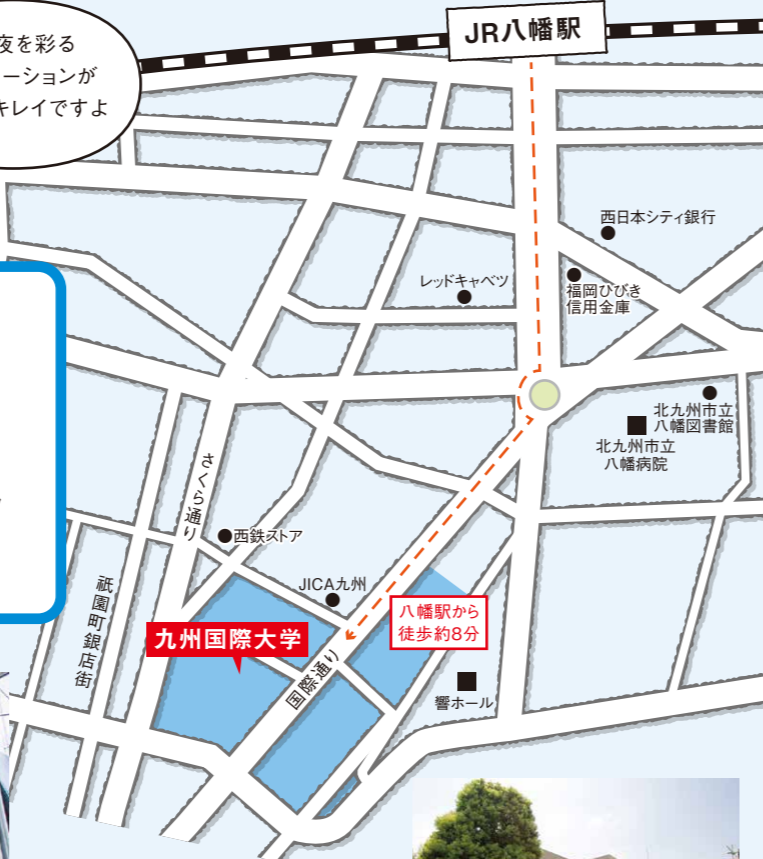 夜を彩る
ーションが
キレイですよ
JR八幡駅
西日本シティ銀行
レッドキャベツ
福岡ひびき
信用金庫
北九州市立
八幡図書館
北九州市立
八幡病院
さくら通り
西鉄ストア
JICA九州
祇園町銀店街
八幡駅から
徒歩約8分
九州国際大学
国際通り
響ホール